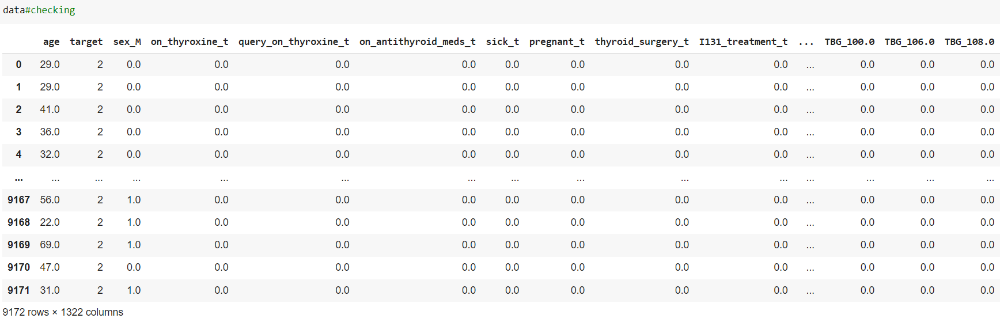 data#checking
age target sex_M on_thyroxine_t query_on_thyroxine_t on_antithyroid_meds_t sick_t pregnant_t thyroid_surgery_t I131_treatment_t ... TBG_100.0 TBG_106.0 TBG_108.0
0 29.0 2 0.0 0.0 0.0 0.0 0.0 0.0 0.0 0.0 ... 0.0 0.0 0.0
1 29.0 2 0.0 0.0 0.0 0.0 0.0 0.0 0.0 0.0 ... 0.0 0.0 0.0
2 41.0 2 0.0 0.0 0.0 0.0 0.0 0.0 0.0 0.0 ... 0.0 0.0 0.0
3 36.0 2 0.0 0.0 0.0 0.0 0.0 0.0 0.0 0.0 ... 0.0 0.0 0.0
4 32.0 2 0.0 0.0 0.0 0.0 0.0 0.0 0.0 0.0 ... 0.0 0.0 0.0
... ... ... ... ... ... ... ... ... ... ... ... ... ... ...
9167 56.0 2 1.0 0.0 0.0 0.0 0.0 0.0 0.0 0.0 ... 0.0 0.0 0.0
9168 22.0 2 1.0 0.0 0.0 0.0 0.0 0.0 0.0 0.0 ... 0.0 0.0 0.0
9169 69.0 2 1.0 0.0 0.0 0.0 0.0 0.0 0.0 0.0 ... 0.0 0.0 0.0
9170 47.0 2 0.0 0.0 0.0 0.0 0.0 0.0 0.0 0.0 ... 0.0 0.0 0.0
9171 31.0 2 1.0 0.0 0.0 0.0 0.0 0.0 0.0 0.0 ... 0.0 0.0 0.0
9172 rows × 1322 columns